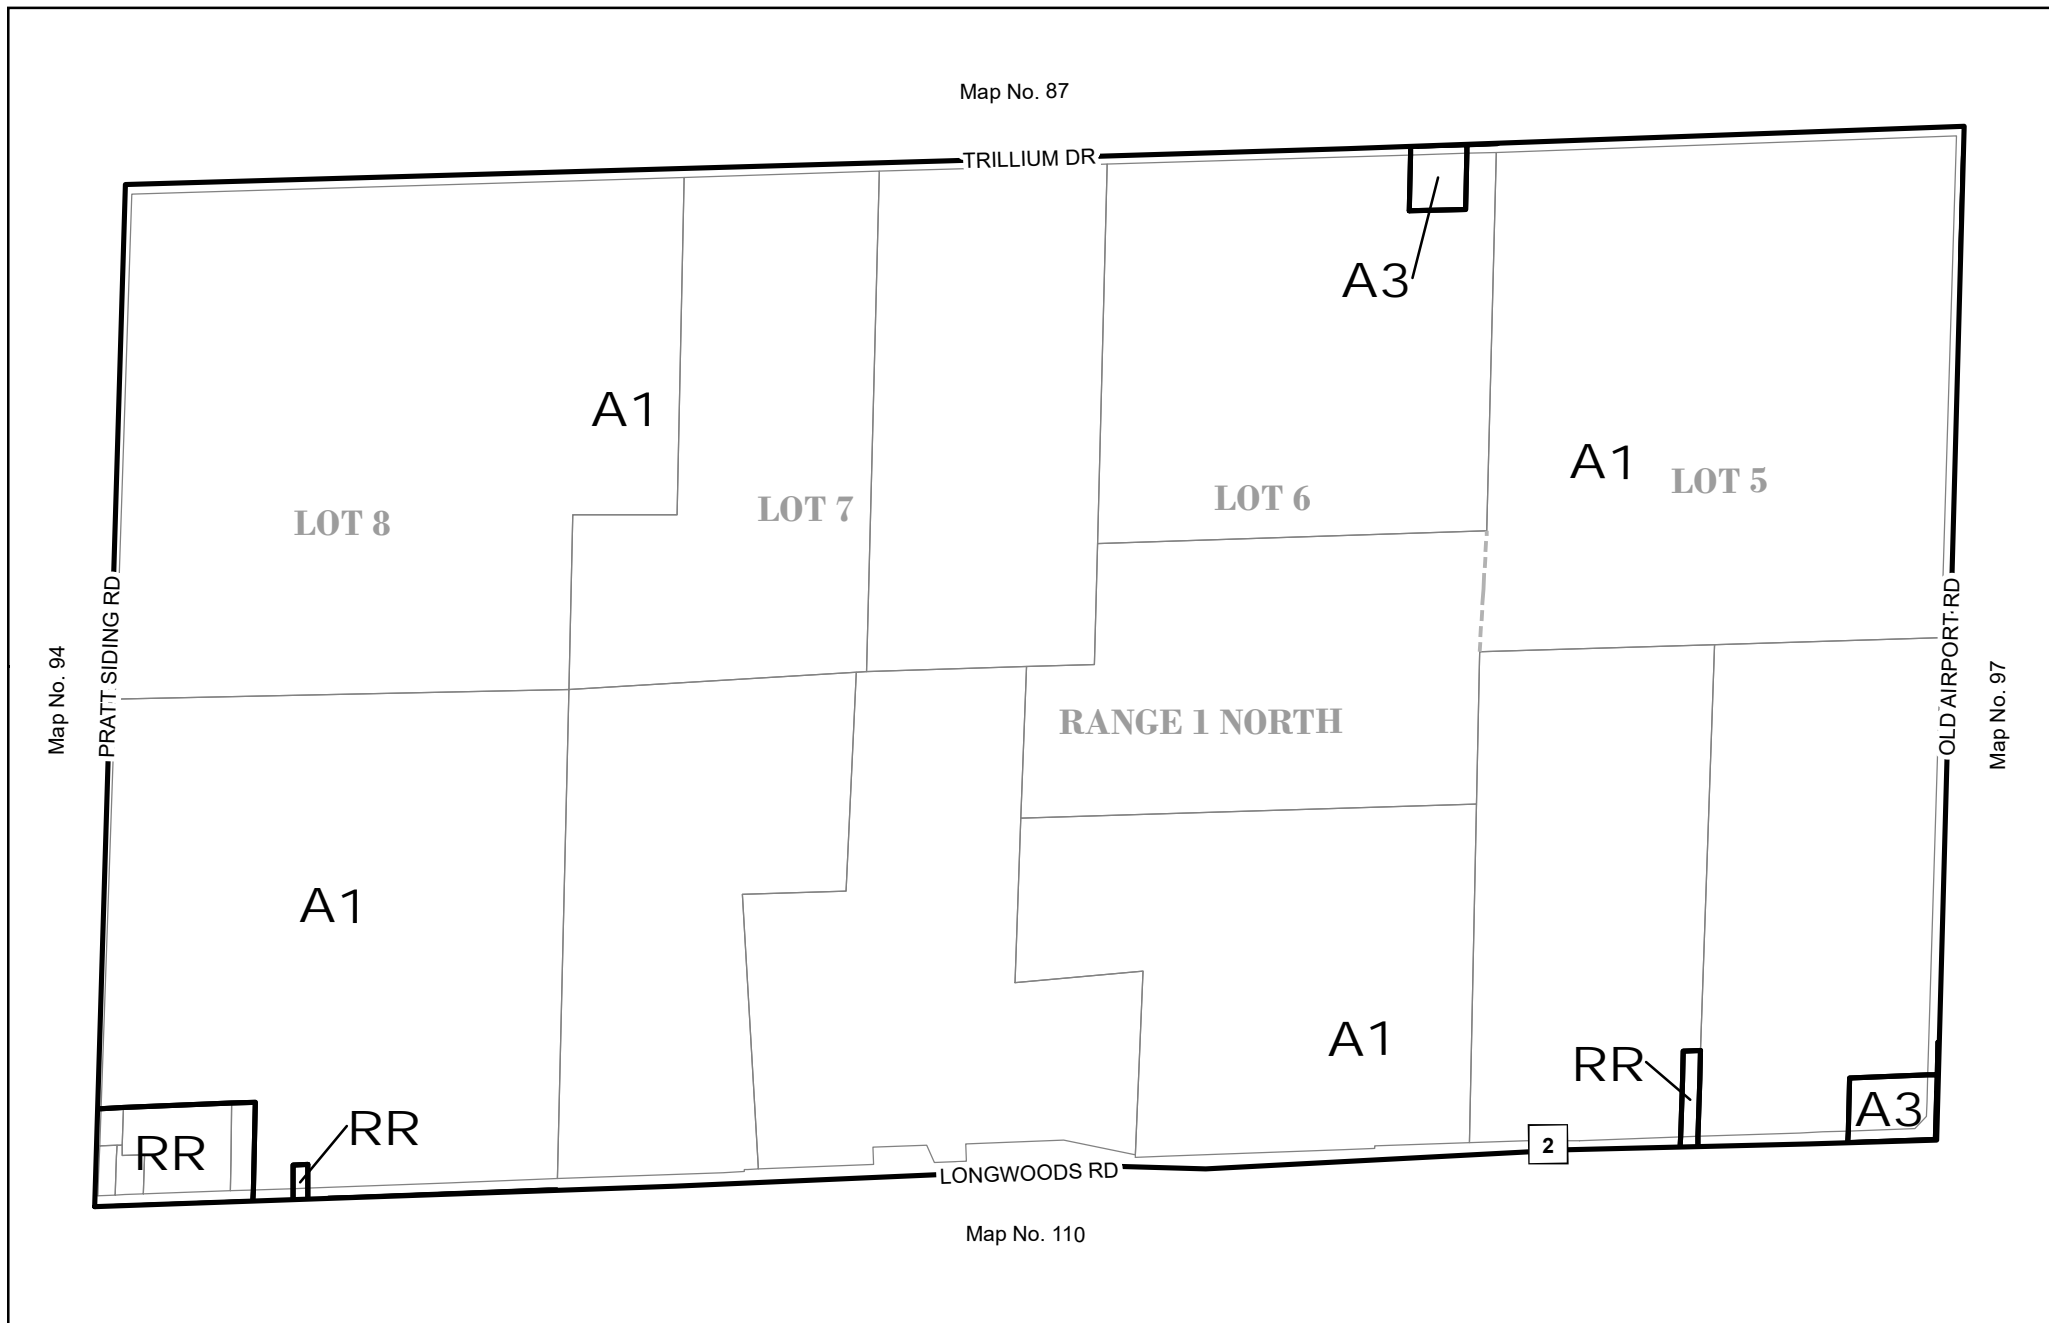 Map No. 87
TRILLIUM DR
A3
A1
A1
LOT 5
LOT 6
LOT 7
LOT 8
PRATT SIDING RD
OLD AIRPORT RD
Map No. 94
Map No. 97
RANGE 1 NORTH
A1
A1
RR
A3
RR
RR
2
LONGWOODS RD
Map No. 110